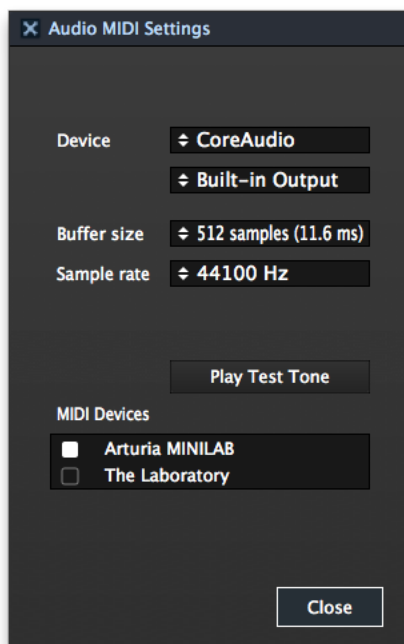 Audio MIDI Settings
Device
CoreAudio
Built-in Output
Buffer size
512 samples (11.6 ms)
Sample rate
44100 Hz
Play Test Tone
MIDI Devices
Arturia MINILAB
The Laboratory
Close